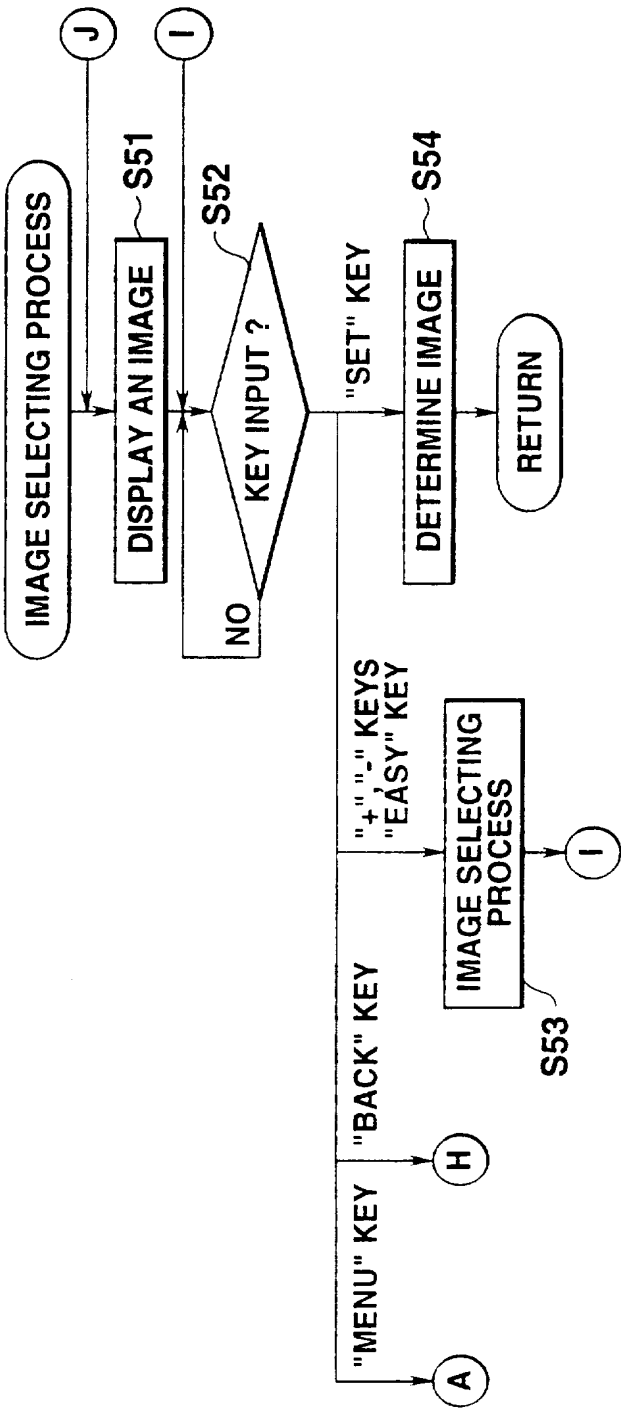 IMAGE SELECTING PROCESS
J
DISPLAY AN IMAGE
S51
I
S52
KEY INPUT ?
NO
"MENU" KEY
"BACK" KEY
"+","-" KEYS
"EASY" KEY
"SET" KEY
A
H
IMAGE SELECTING
PROCESS
S53
DETERMINE IMAGE
S54
I
RETURN